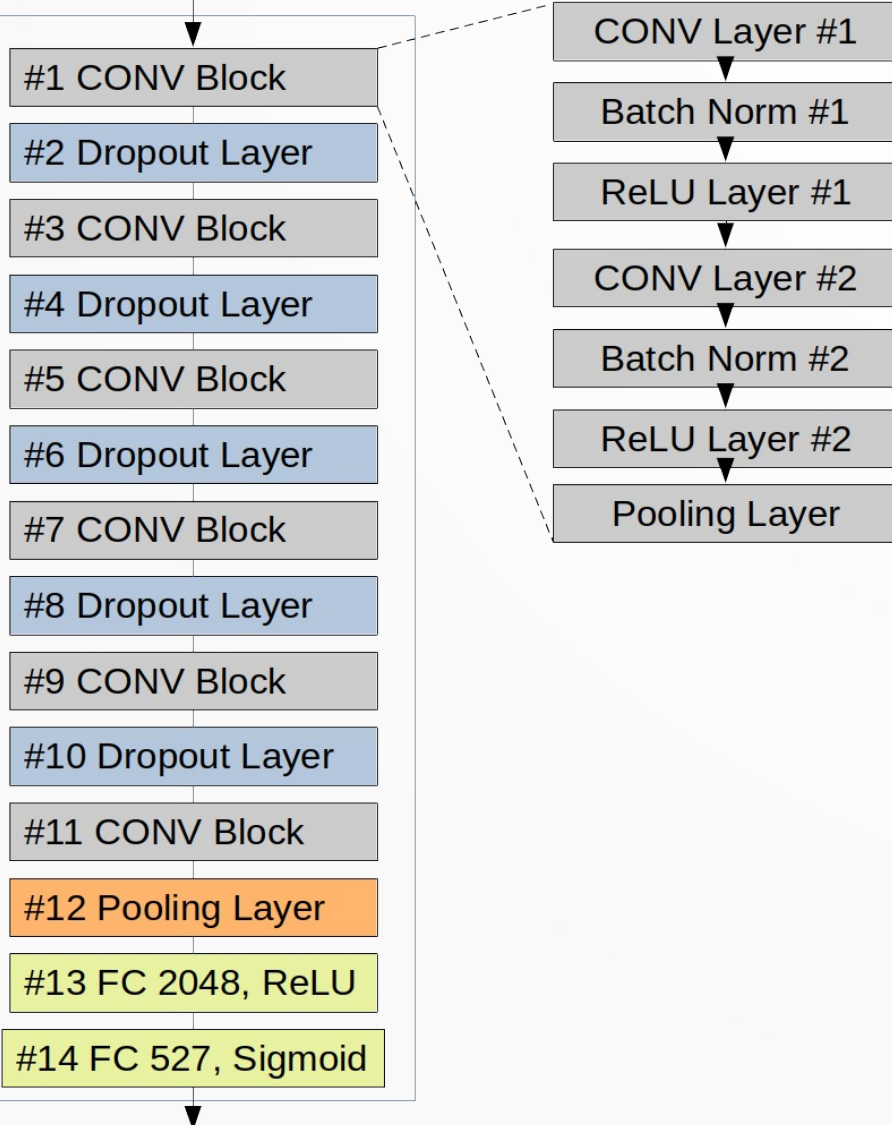 #1 CONV Block
#2 Dropout Layer
#3 CONV Block
#4 Dropout Layer
#5 CONV Block
#6 Dropout Layer
#7 CONV Block
#8 Dropout Layer
#9 CONV Block
#10 Dropout Layer
#11 CONV Block
#12 Pooling Layer
#13 FC 2048, ReLU
#14 FC 527, Sigmoid
CONV Layer #1
Batch Norm #1
ReLU Layer #1
CONV Layer #2
Batch Norm #2
ReLU Layer #2
Pooling Layer